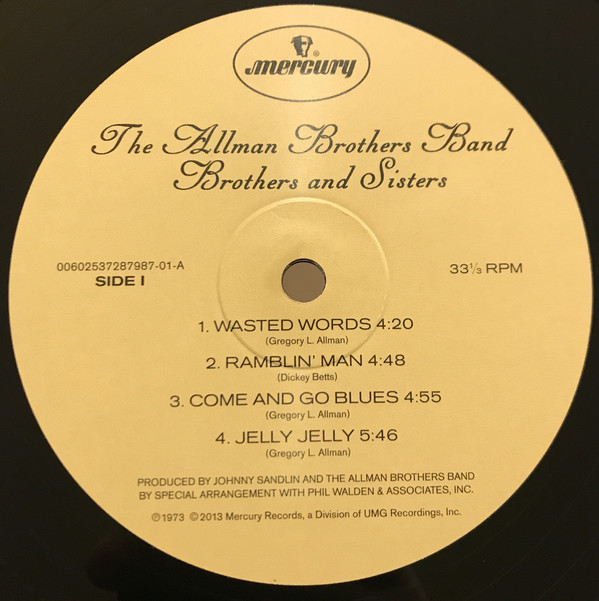 mercury®
The Allman Brothers Band
Brothers and Sisters
00602537287987-01-A
SIDE I
33⅓ RPM
1. WASTED WORDS 4:20
(Gregory L. Allman)
2. RAMBLIN' MAN 4:48
(Dickey Betts)
3. COME AND GO BLUES 4:55
(Gregory L. Allman)
4. JELLY JELLY 5:46
(Gregory L. Allman)
PRODUCED BY JOHNNY SANDLIN AND THE ALLMAN BROTHERS BAND
BY SPECIAL ARRANGEMENT WITH PHIL WALDEN & ASSOCIATES, INC.
℗1973 ©2013 Mercury Records, a Division of UMG Recordings, Inc.